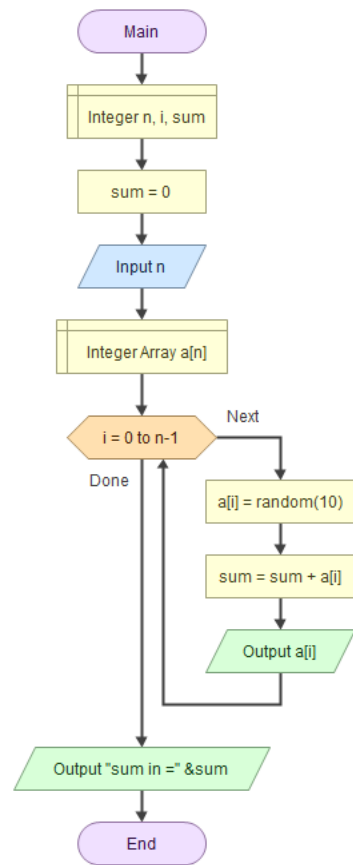 Main
Integer n, i, sum
sum = 0
Input n
Integer Array a[n]
i = 0 to n-1
Next
Done
a[i] = random(10)
sum = sum + a[i]
Output a[i]
Output "sum in =" &sum
End